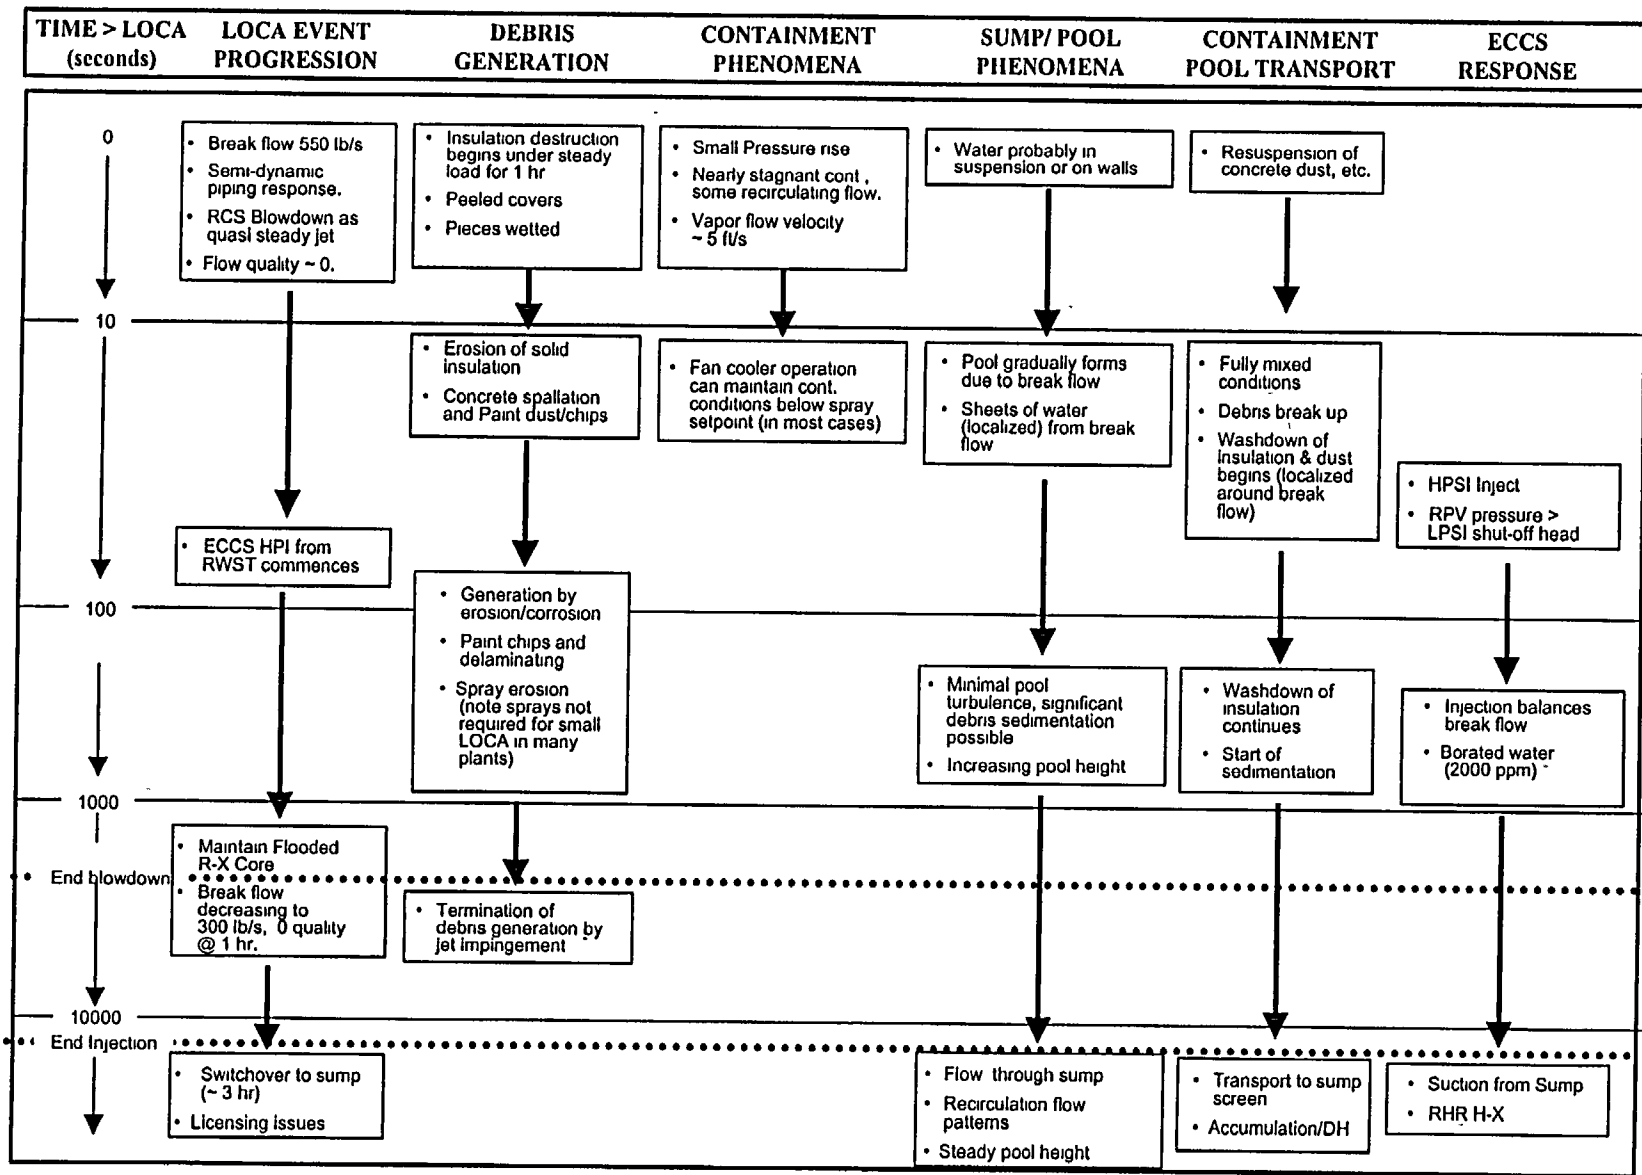 TIME > LOCA
(seconds)
LOCA EVENT
PROGRESSION
DEBRIS
GENERATION
CONTAINMENT
PHENOMENA
SUMP/ POOL
PHENOMENA
CONTAINMENT
POOL TRANSPORT
ECCS
RESPONSE
0
• Break flow 550 lb/s
• Semi-dynamic
piping response.
• RCS Blowdown as
quasi steady jet
• Flow quality ~ 0.
• Insulation destruction
begins under steady
load for 1 hr
• Peeled covers
• Pieces wetted
• Small Pressure rise
• Nearly stagnant cont ,
some recirculating flow.
• Vapor flow velocity
~ 5 ft/s
• Water probably in
suspension or on walls
• Resuspension of
concrete dust, etc.
10
• Erosion of solid
insulation
• Concrete spallation
and Paint dust/chips
• Fan cooler operation
can maintain cont.
conditions below spray
setpoint (in most cases)
• Pool gradually forms
due to break flow
• Sheets of water
(localized) from break
flow
• Fully mixed
conditions
• Debris break up
• Washdown of
insulation & dust
begins (localized
around break
flow)
• HPSI Inject
• RPV pressure >
LPSI shut-off head
• ECCS HPI from
RWST commences
100
• Generation by
erosion/corrosion
• Paint chips and
delaminating
• Spray erosion
(note sprays not
required for small
LOCA in many
plants)
• Minimal pool
turbulence, significant
debris sedimentation
possible
• Increasing pool height
• Washdown of
insulation
continues
• Start of
sedimentation
• Injection balances
break flow
• Borated water
(2000 ppm)
1000
• Maintain Flooded
R-X Core
• Break flow
decreasing to
300 lb/s, 0 quality
@ 1 hr.
End blowdown
• Termination of
debris generation by
jet impingement
10000
End Injection
• Switchover to sump
(~ 3 hr)
• Licensing issues
• Flow through sump
• Recirculation flow
patterns
• Steady pool height
• Transport to sump
screen
• Accumulation/DH
• Suction from Sump
• RHR H-X